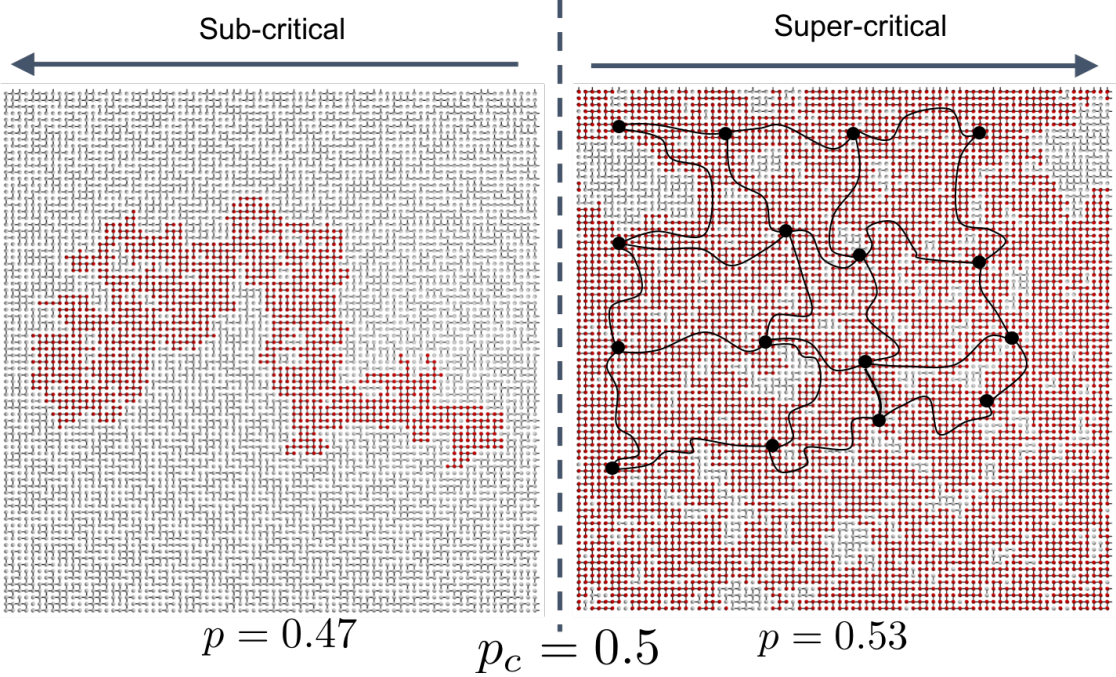 Sub-critical
Super-critical
p = 0.47
p_c = 0.5
p = 0.53